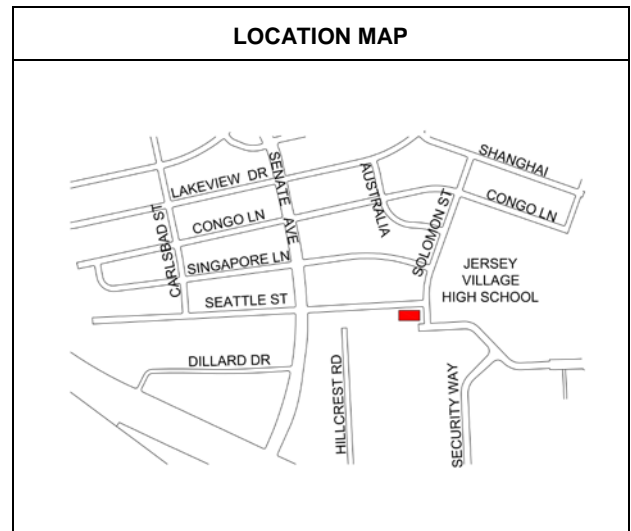 LOCATION MAP
SHANGHAI
SENATE AVE
LAKEVIEW DR
AUSTRALIA
CONGO LN
CARLSBAD ST
CONGO LN
SOLOMON ST
SINGAPORE LN
JERSEY
VILLAGE
HIGH SCHOOL
SEATTLE ST
DILLARD DR
HILLCREST RD
SECURITY WAY